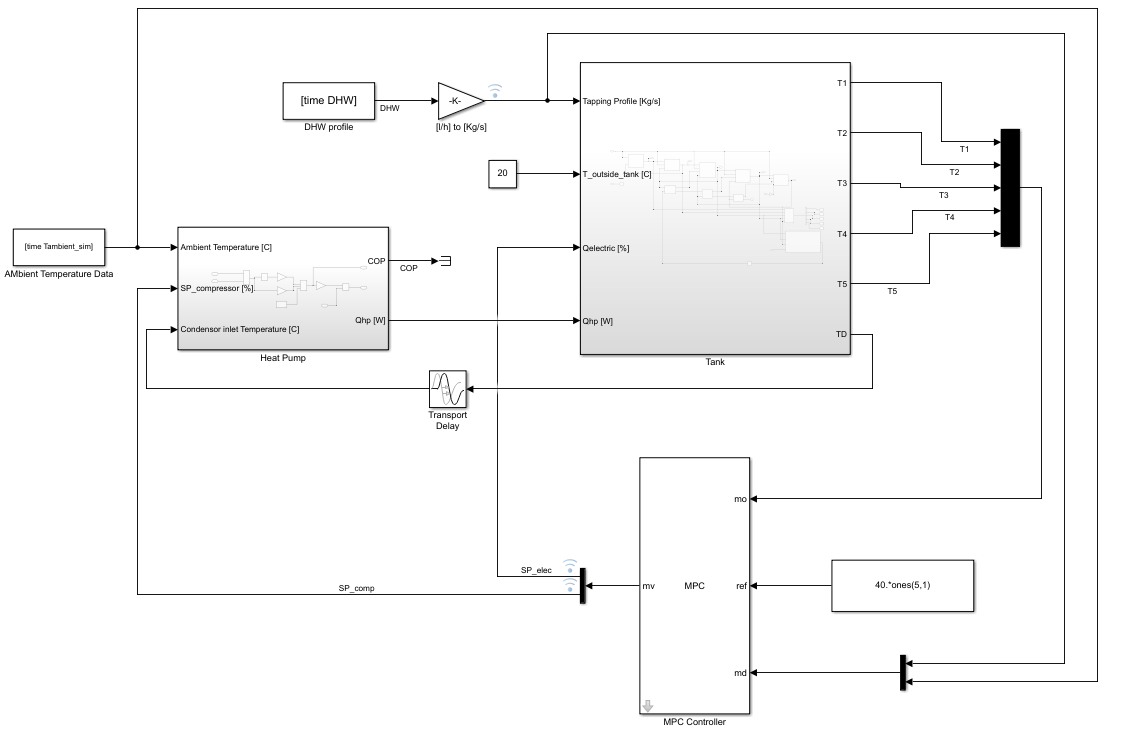 [time DHW]
DHW
-K-
DHW profile
[l/h] to [Kg/s]
Tapping Profile [Kg/s]
20
T_outside_tank [C]
Qelectric [%]
Qhp [W]
Tank
T1
T2
T3
T4
T5
TD
T1
T2
T3
T4
T5
[time Tambient_sim]
AMbient Temperature Data
Ambient Temperature [C]
SP_compressor [%]
Condensor inlet Temperature [C]
COP
COP
Qhp [W]
Heat Pump
Transport
Delay
mo
mv
MPC
ref
md
MPC Controller
40.*ones(5,1)
SP_elec
SP_comp